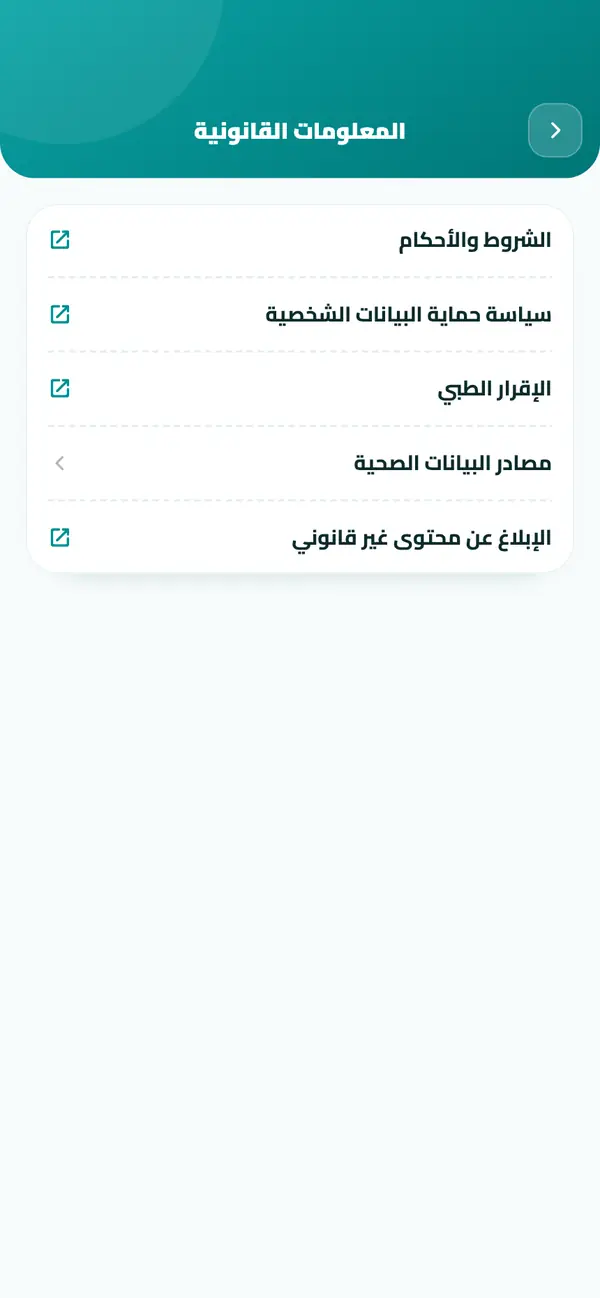 المعلومات القانونية
الشروط والأحكام
سياسة حماية البيانات الشخصية
الإقرار الطبي
مصادر البيانات الصحية
الإبلاغ عن محتوى غير قانوني